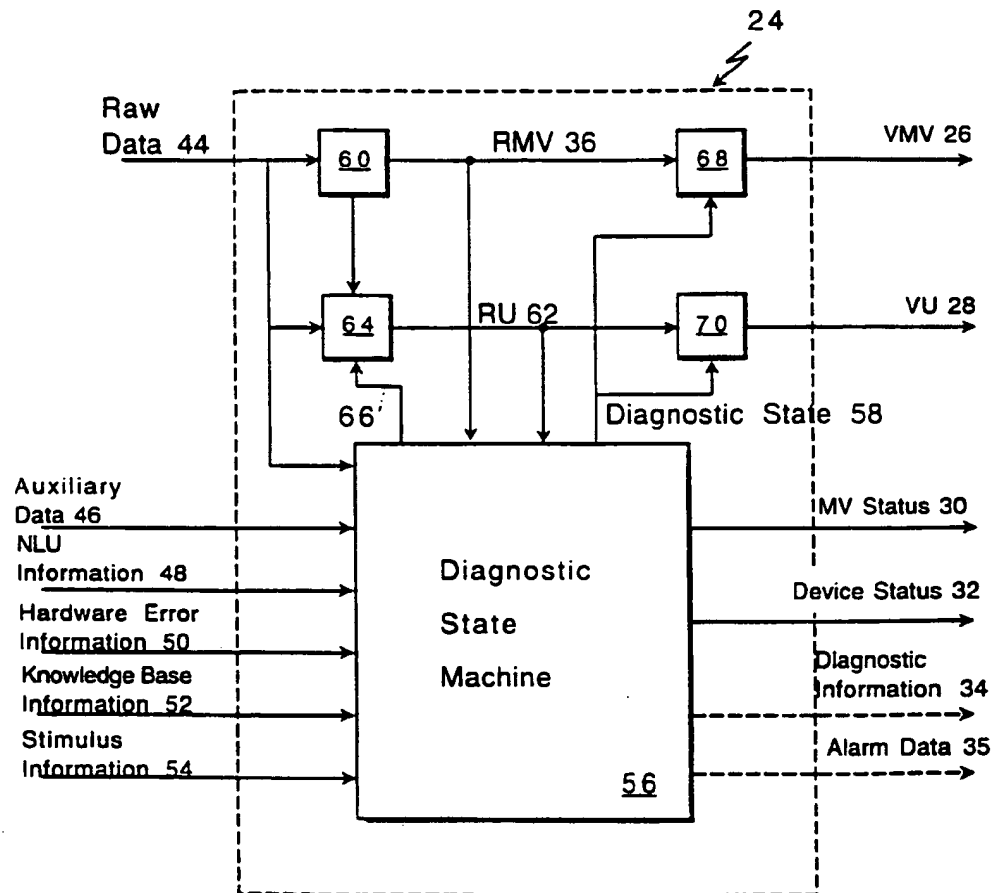 24
Raw
Data 44
60
RMV 36
68
VMV 26
64
RU 62
70
VU 28
66'
Diagnostic State 58
Auxiliary
Data 46
NLU
Information 48
Hardware Error
Information 50
Knowledge Base
Information 52
Stimulus
Information 54
Diagnostic
State
Machine
56
MV Status 30
Device Status 32
Diagnostic
Information 34
Alarm Data 35